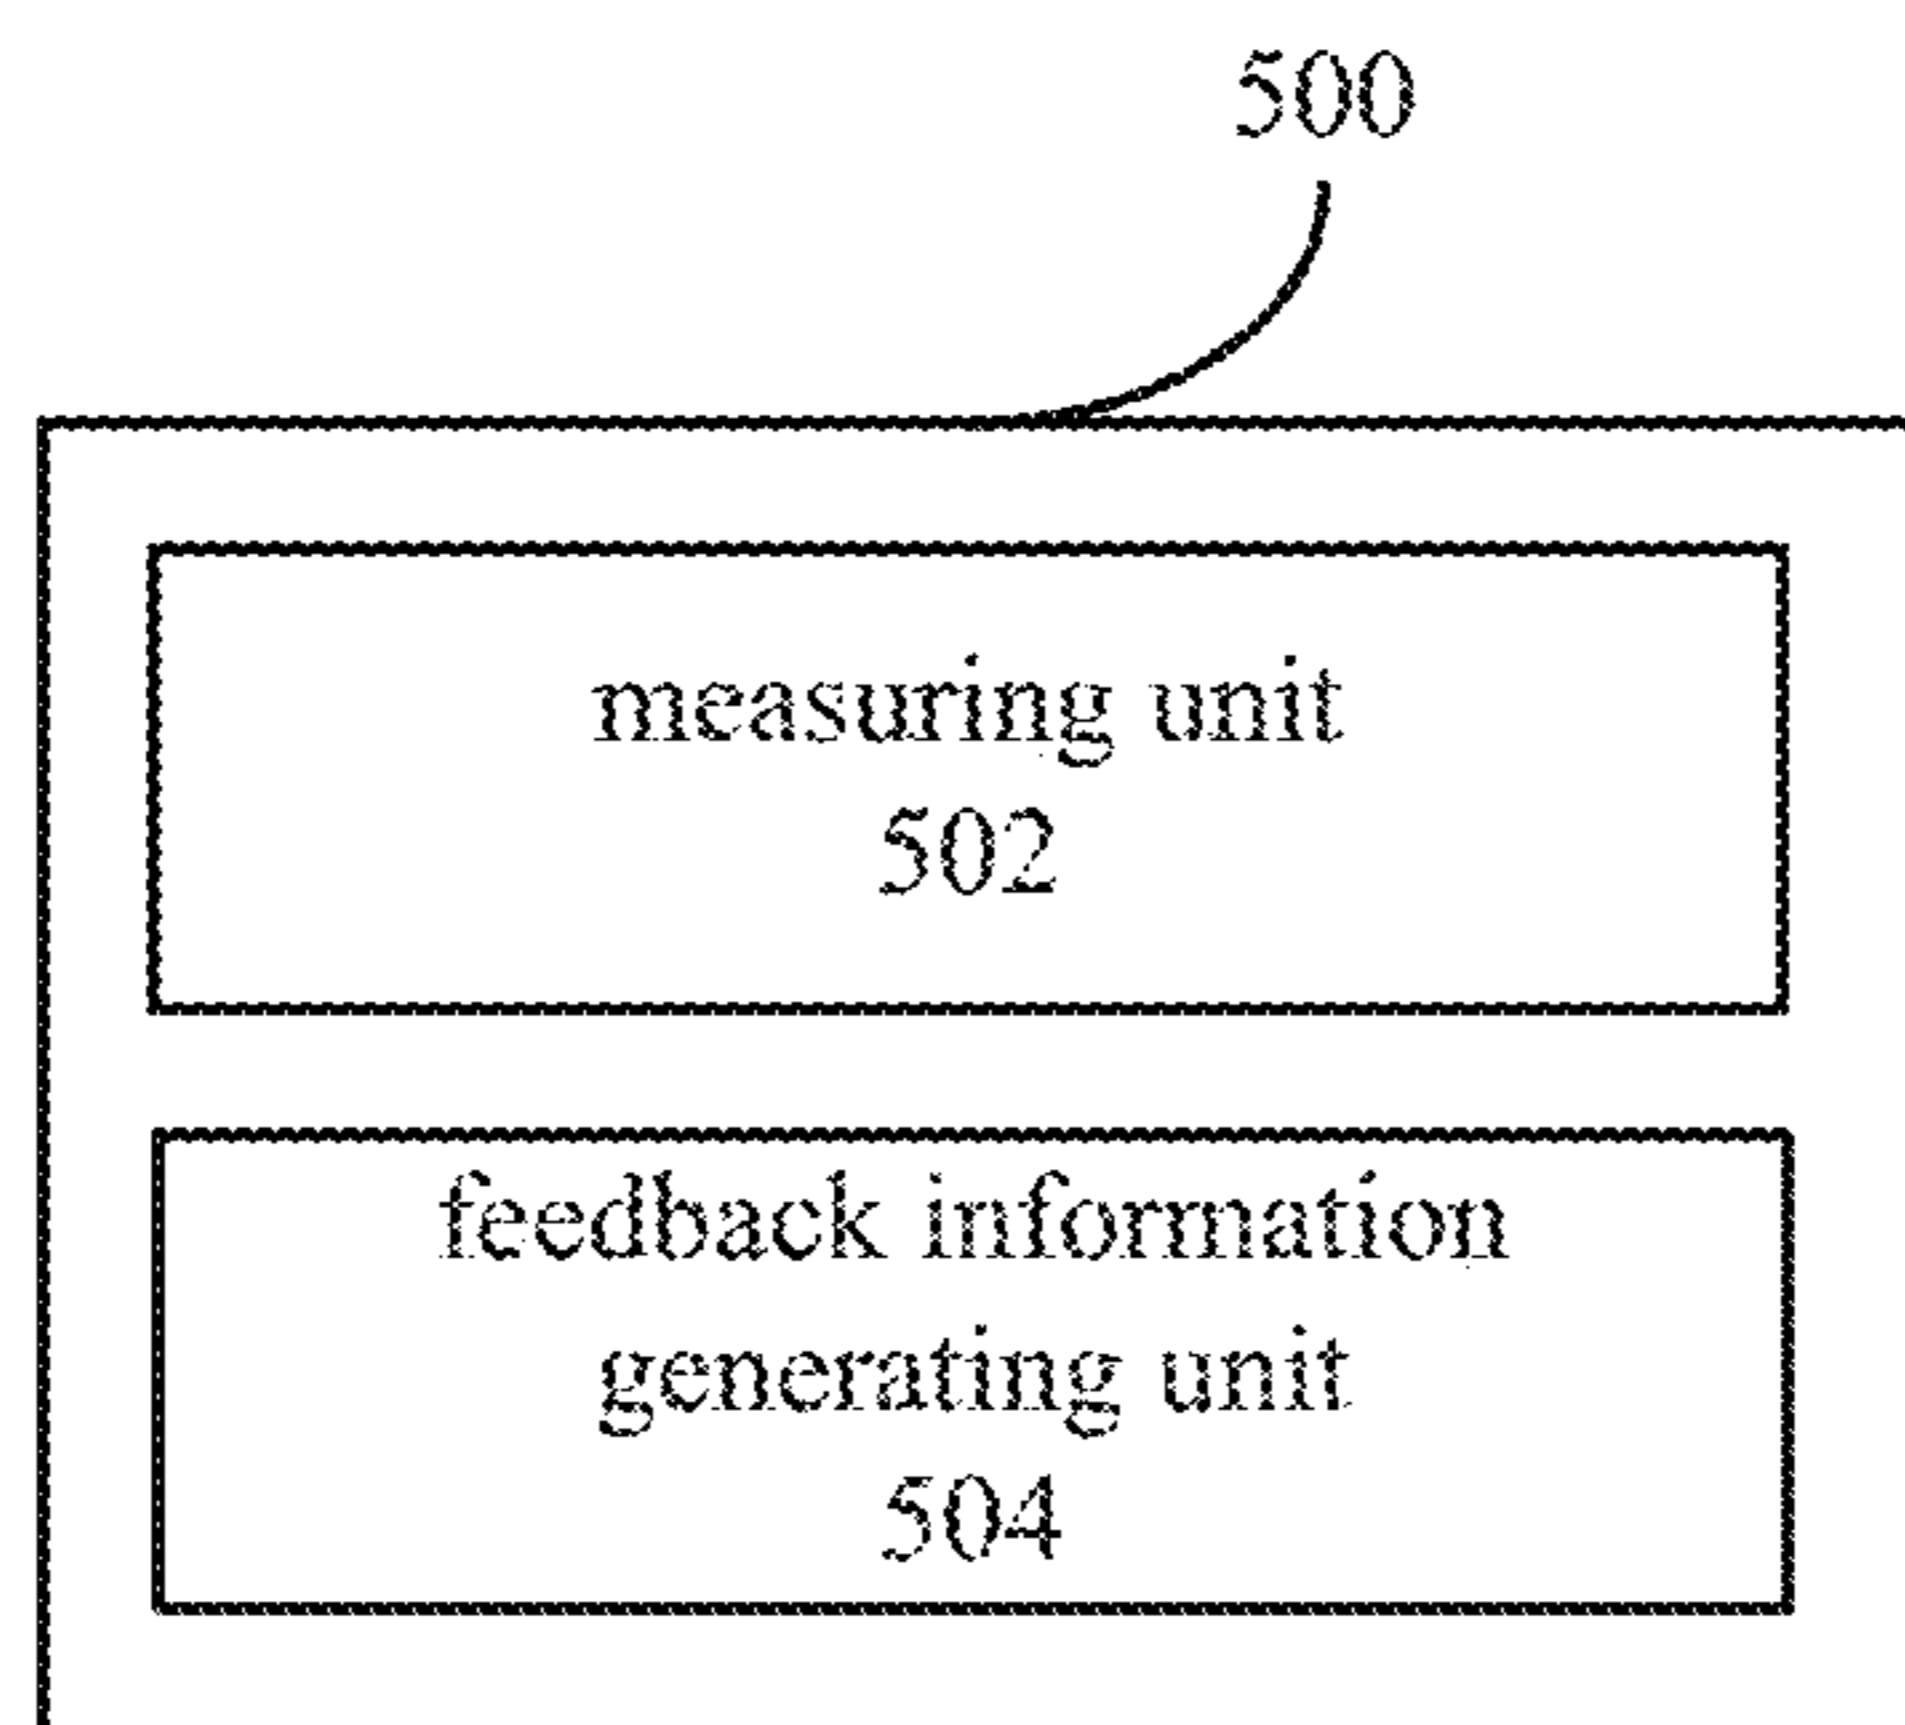 500
measuring unit
502
feedback information
generating unit
504